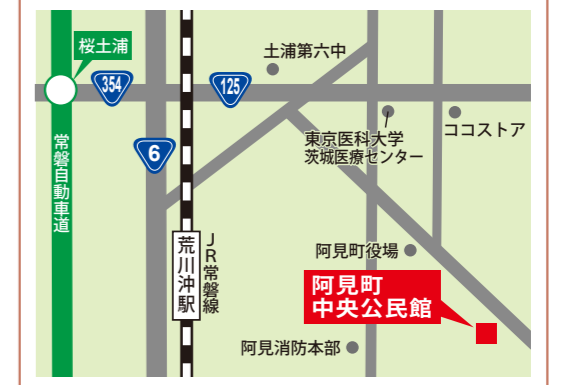 桜土浦
354
125
土浦第六中
6
東京医科大学
茨城医療センター
ココストア
常磐自動車道
JR常磐線
荒川沖駅
阿見町役場
阿見町
中央公民館
阿見消防本部